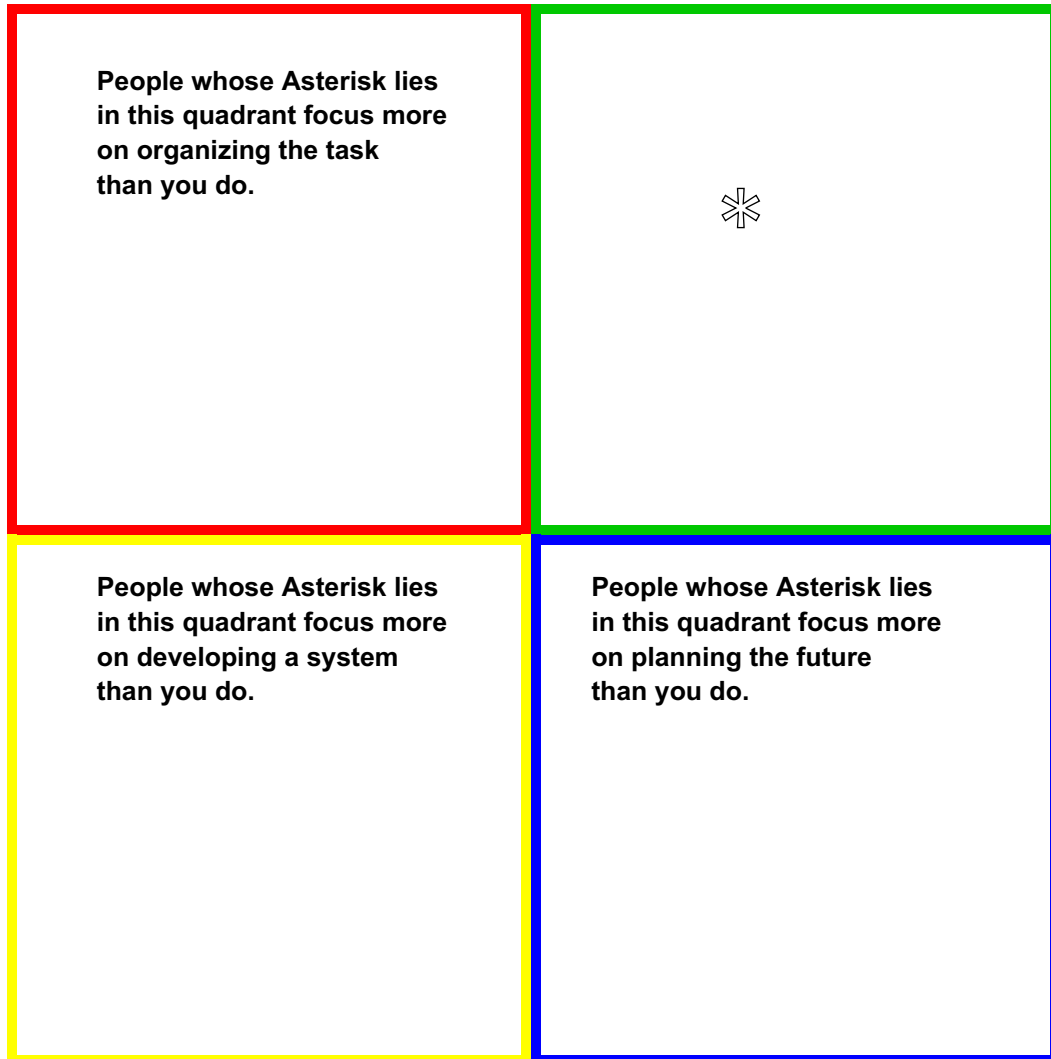 People whose Asterisk lies
in this quadrant focus more
on organizing the task
than you do.
*
People whose Asterisk lies
in this quadrant focus more
on developing a system
than you do.
People whose Asterisk lies
in this quadrant focus more
on planning the future
than you do.